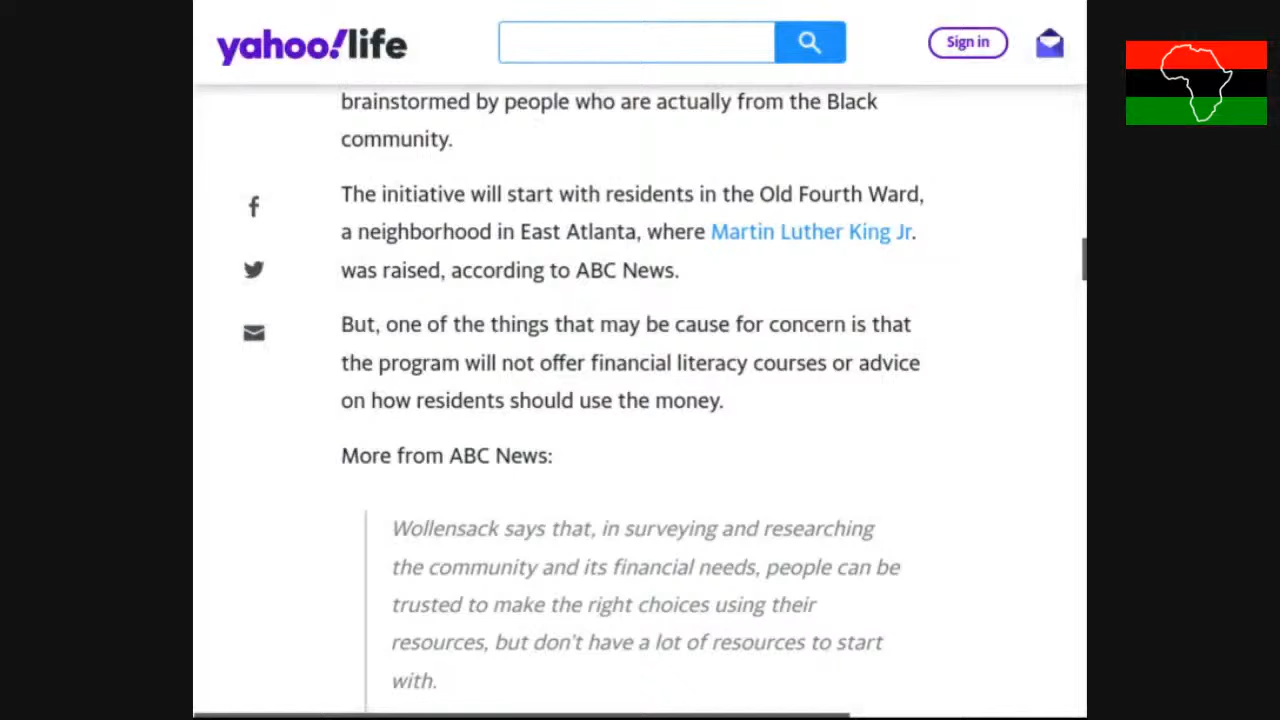 yahoo!life
Sign in
brainstormed by people who are actually from the Black
community.
The initiative will start with residents in the Old Fourth Ward,
a neighborhood in East Atlanta, where Martin Luther King Jr.
was raised, according to ABC News.
But, one of the things that may be cause for concern is that
the program will not offer financial literacy courses or advice
on how residents should use the money.
More from ABC News:
Wollensack says that, in surveying and researching
the community and its financial needs, people can be
trusted to make the right choices using their
resources, but don't have a lot of resources to start
with.